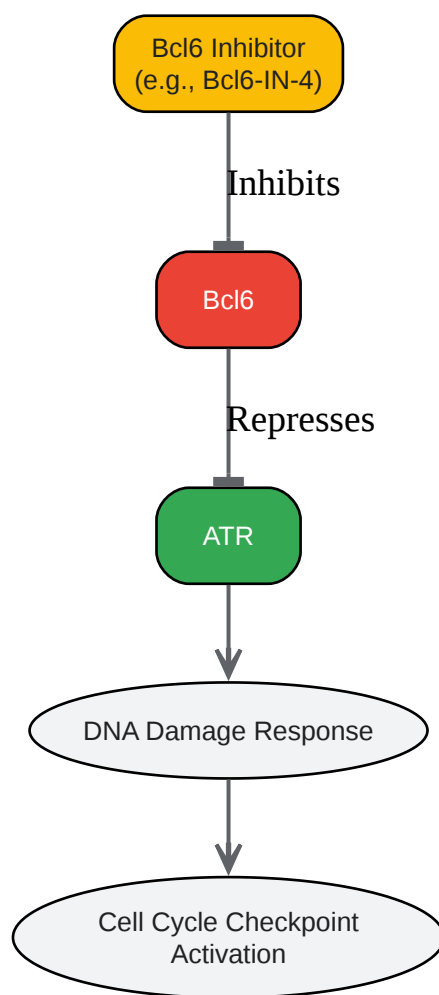 Bcl6 Inhibitor
(e.g., Bcl6-IN-4)
Inhibits
Bcl6
Represses
ATR
DNA Damage Response
Cell Cycle Checkpoint
Activation